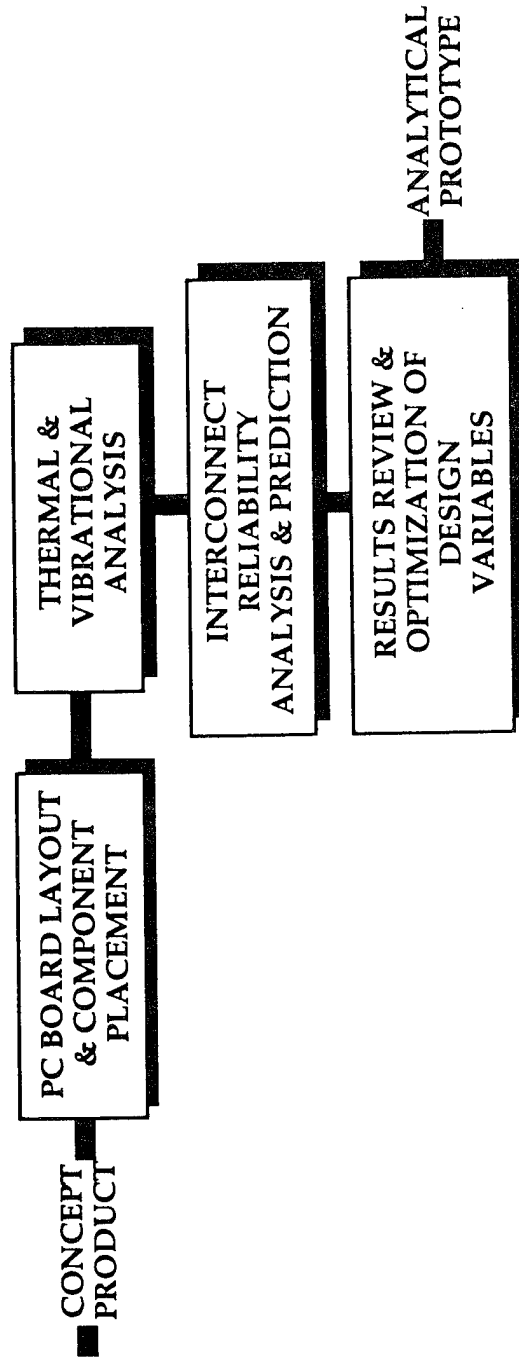 CONCEPT
PRODUCT
PC BOARD LAYOUT
& COMPONENT
PLACEMENT
THERMAL &
VIBRATIONAL
ANALYSIS
INTERCONNECT
RELIABILITY
ANALYSIS & PREDICTION
RESULTS REVIEW &
OPTIMIZATION OF
DESIGN
VARIABLES
ANALYTICAL
PROTOTYPE